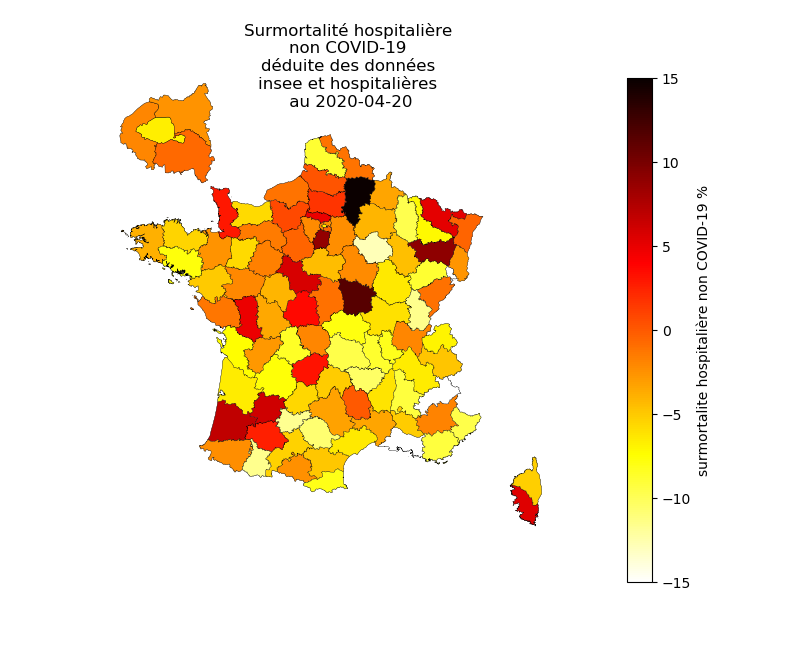 Surmortalité hospitalière
non COVID-19
déduite des données
insee et hospitalières
au 2020-04-20
15
10
5
0
−5
−10
−15
surmortalite hospitalière non COVID-19 %